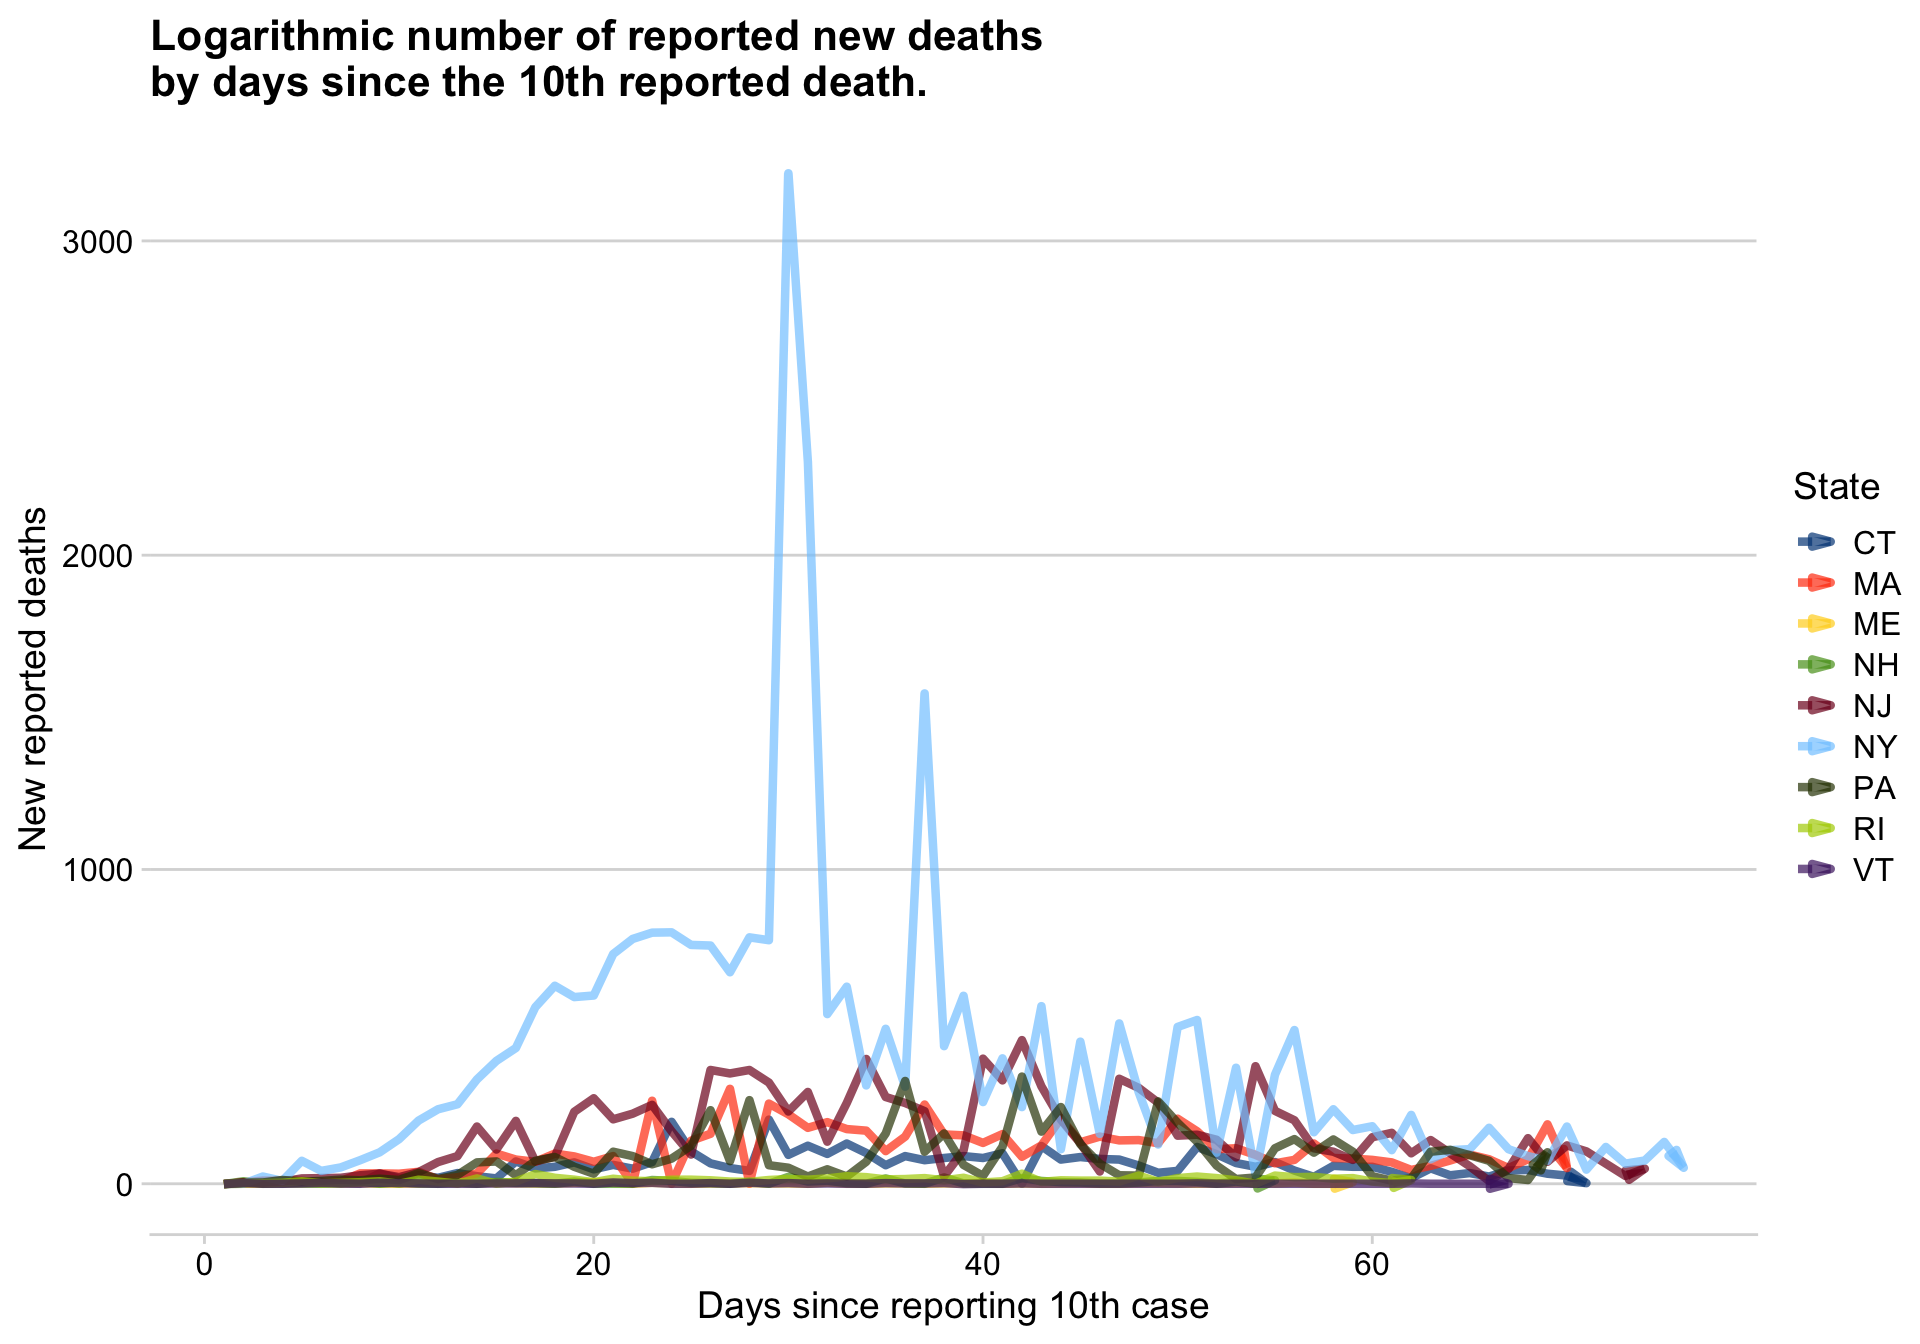 Logarithmic number of reported new deaths
by days since the 10th reported death.
New reported deaths
3000
2000
1000
0
0
20
40
60
Days since reporting 10th case
State
CT
MA
ME
NH
NJ
NY
PA
RI
VT